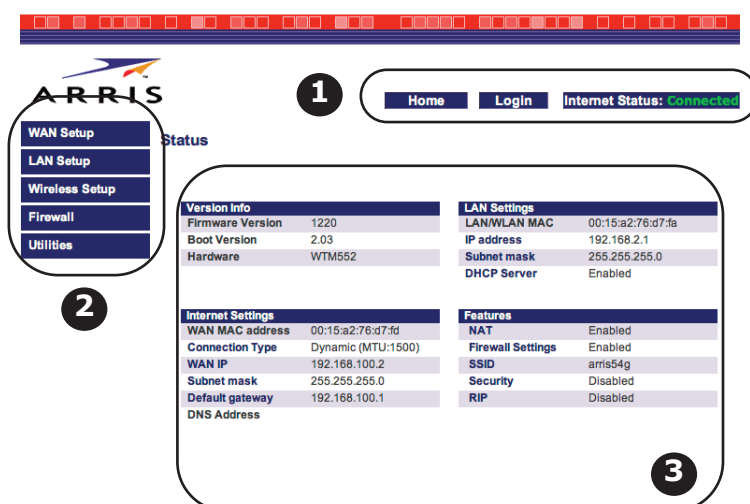 ARRIS
1
Home Login Internet Status: Connected
WAN Setup
LAN Setup
Wireless Setup
Firewall
Utilities
2
Status
Version Info
Firmware Version 1220
Boot Version 2.03
Hardware WTM552
LAN Settings
LAN/WLAN MAC 00:15:a2:76:d7:fa
IP address 192.168.2.1
Subnet mask 255.255.255.0
DHCP Server Enabled
Internet Settings
WAN MAC address 00:15:a2:76:d7:fd
Connection Type Dynamic (MTU:1500)
WAN IP 192.168.100.2
Subnet mask 255.255.255.0
Default gateway 192.168.100.1
DNS Address
Features
NAT Enabled
Firewall Settings Enabled
SSID arris54g
Security Disabled
RIP Disabled
3